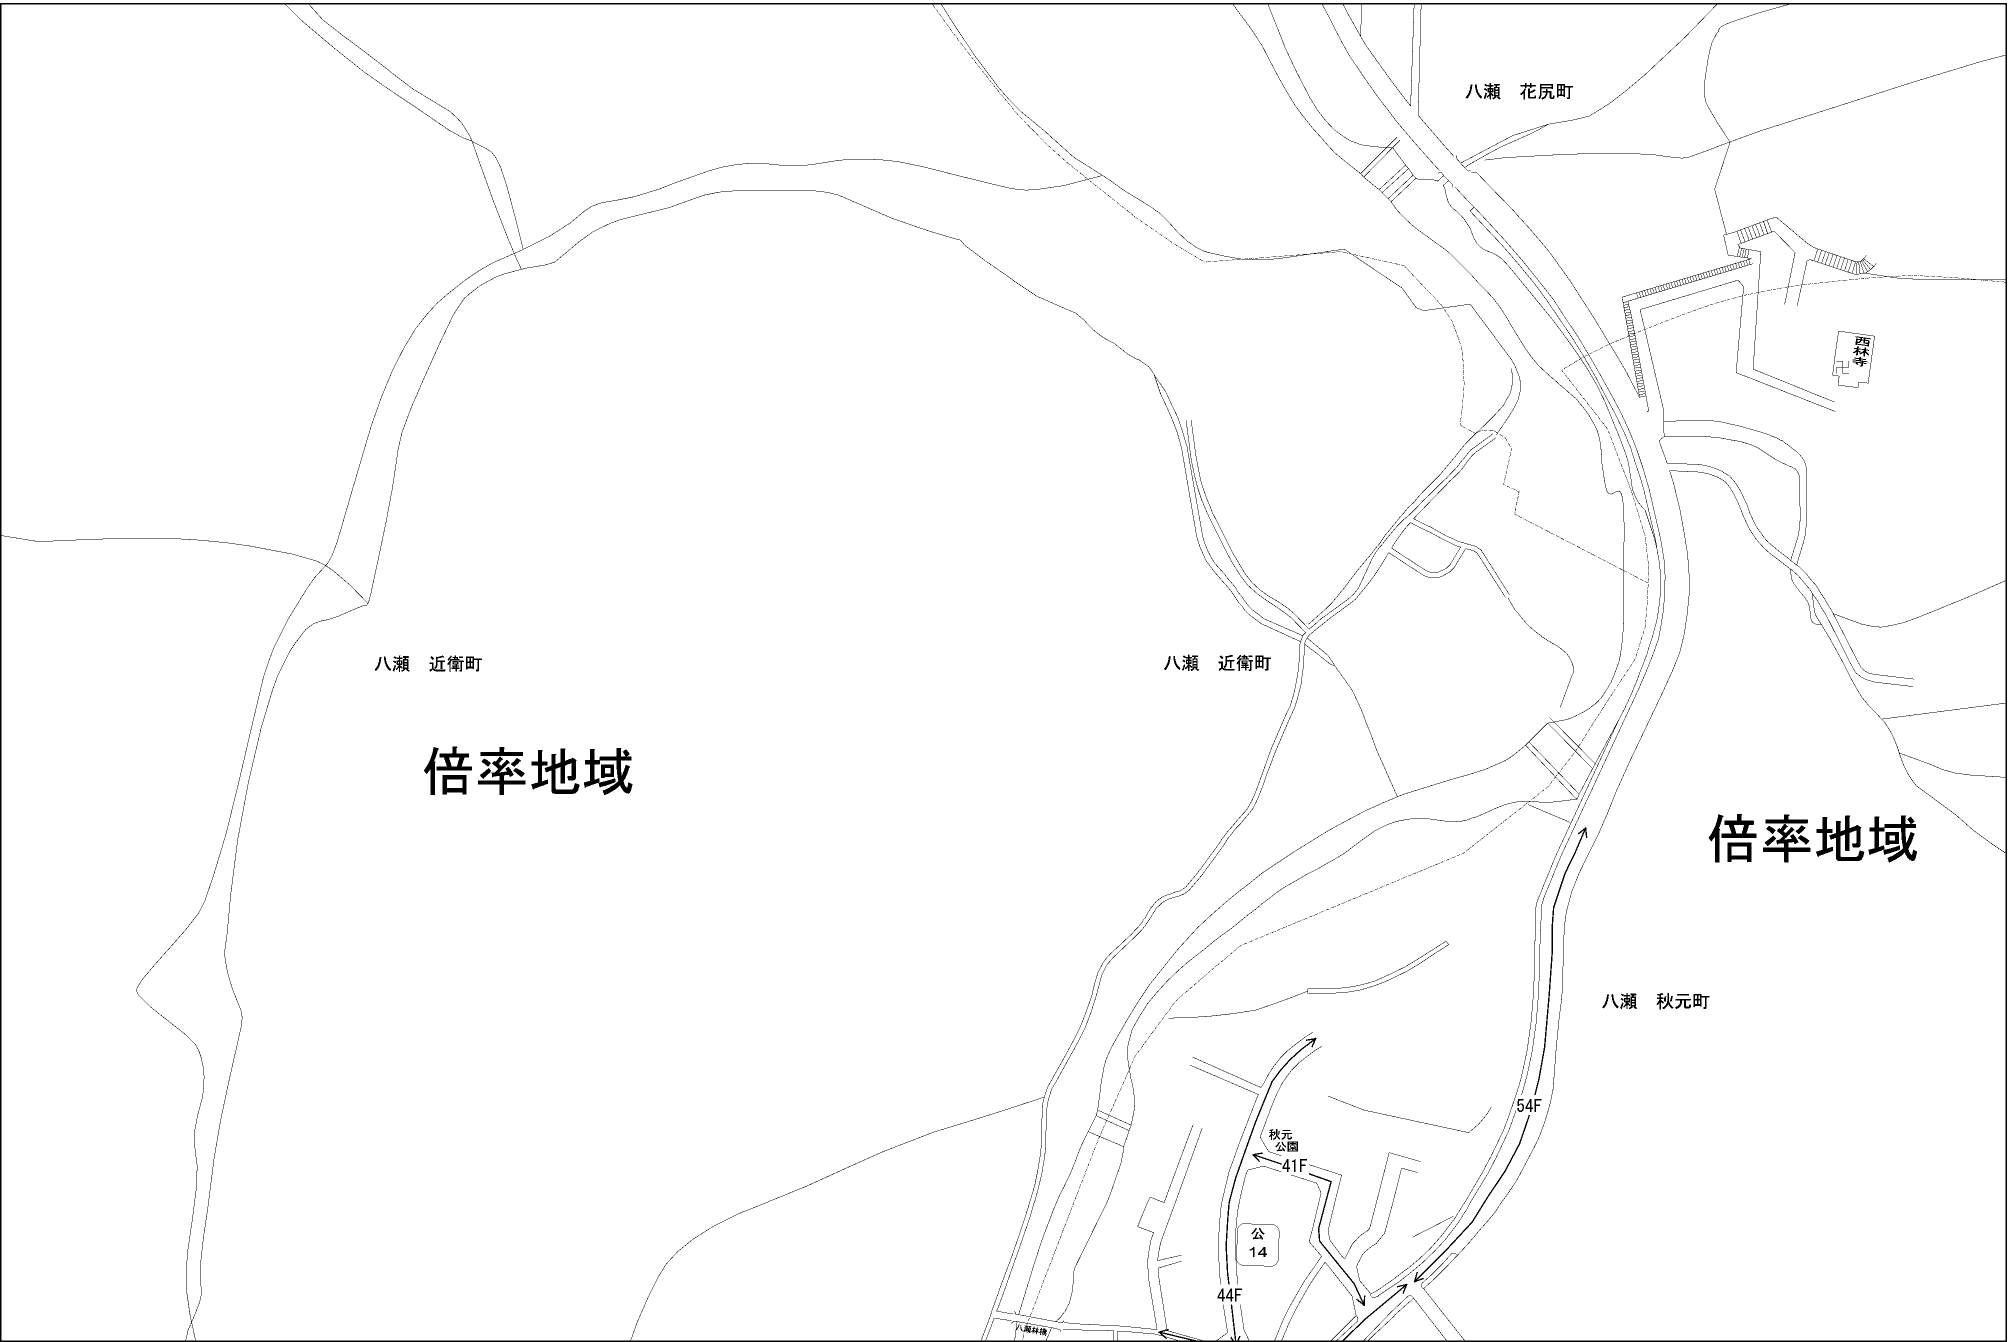 八瀬　花尻町
西林寺
八瀬　近衛町
八瀬　近衛町
倍率地域
倍率地域
八瀬　秋元町
54F
秋元
公園
41F
公
14
44F